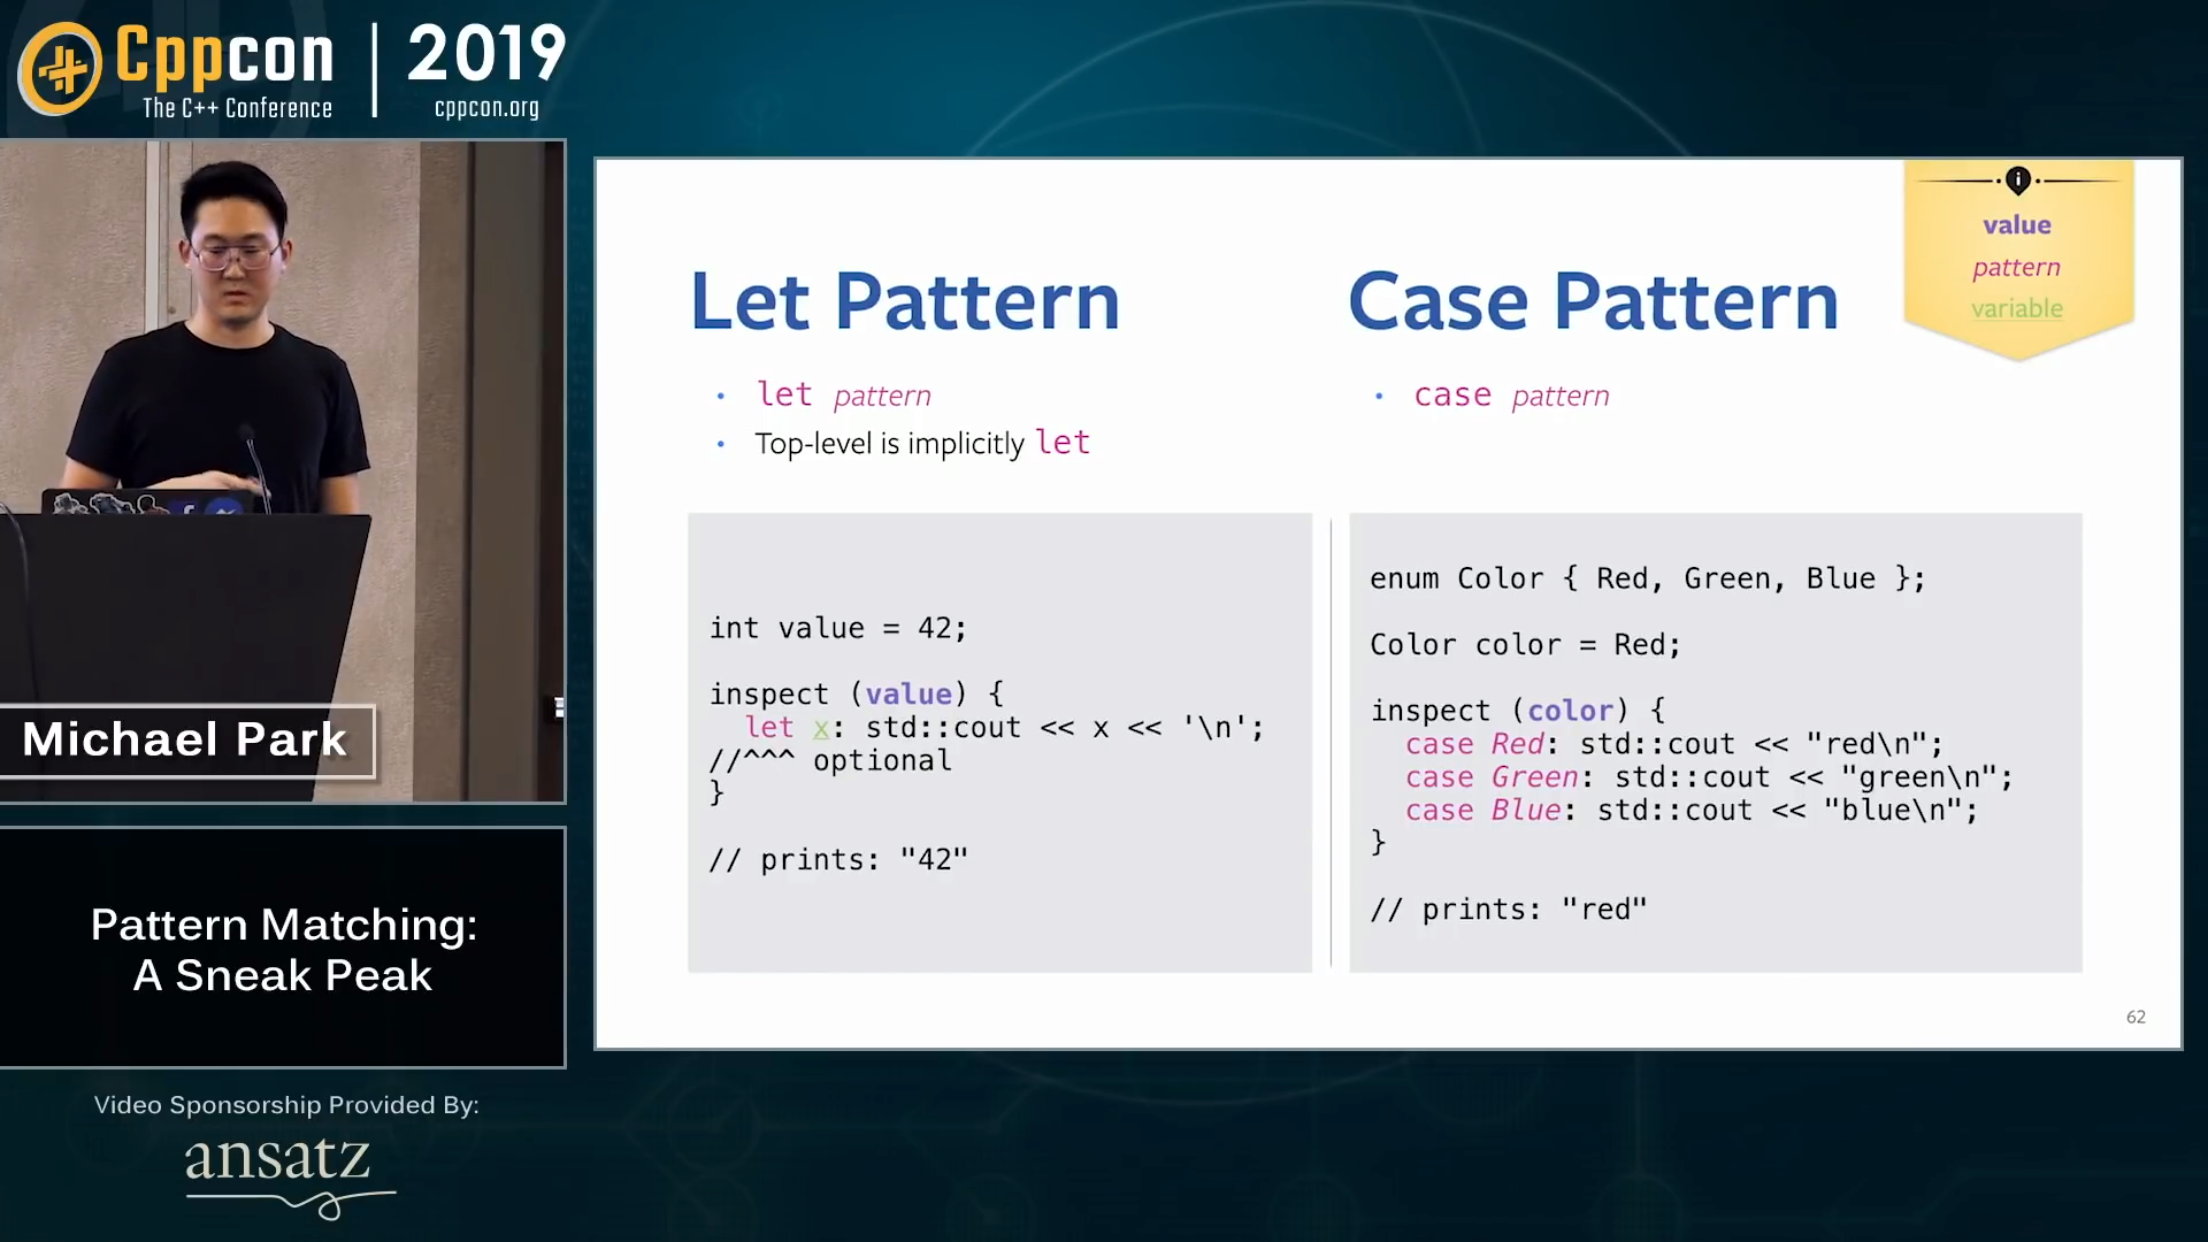 Cppcon
The C++ Conference
2019
cppcon.org
Michael Park
Pattern Matching:
A Sneak Peak
Video Sponsorship Provided By:
ansatz
value
pattern
variable
Let Pattern
• let pattern
• Top-level is implicitly let
int value = 42;
inspect (value) {
  let x: std::cout << x << '\n';
//^^^ optional
}
// prints: "42"
Case Pattern
• case pattern
enum Color { Red, Green, Blue };
Color color = Red;
inspect (color) {
  case Red: std::cout << "red\n";
  case Green: std::cout << "green\n";
  case Blue: std::cout << "blue\n";
}
// prints: "red"
62